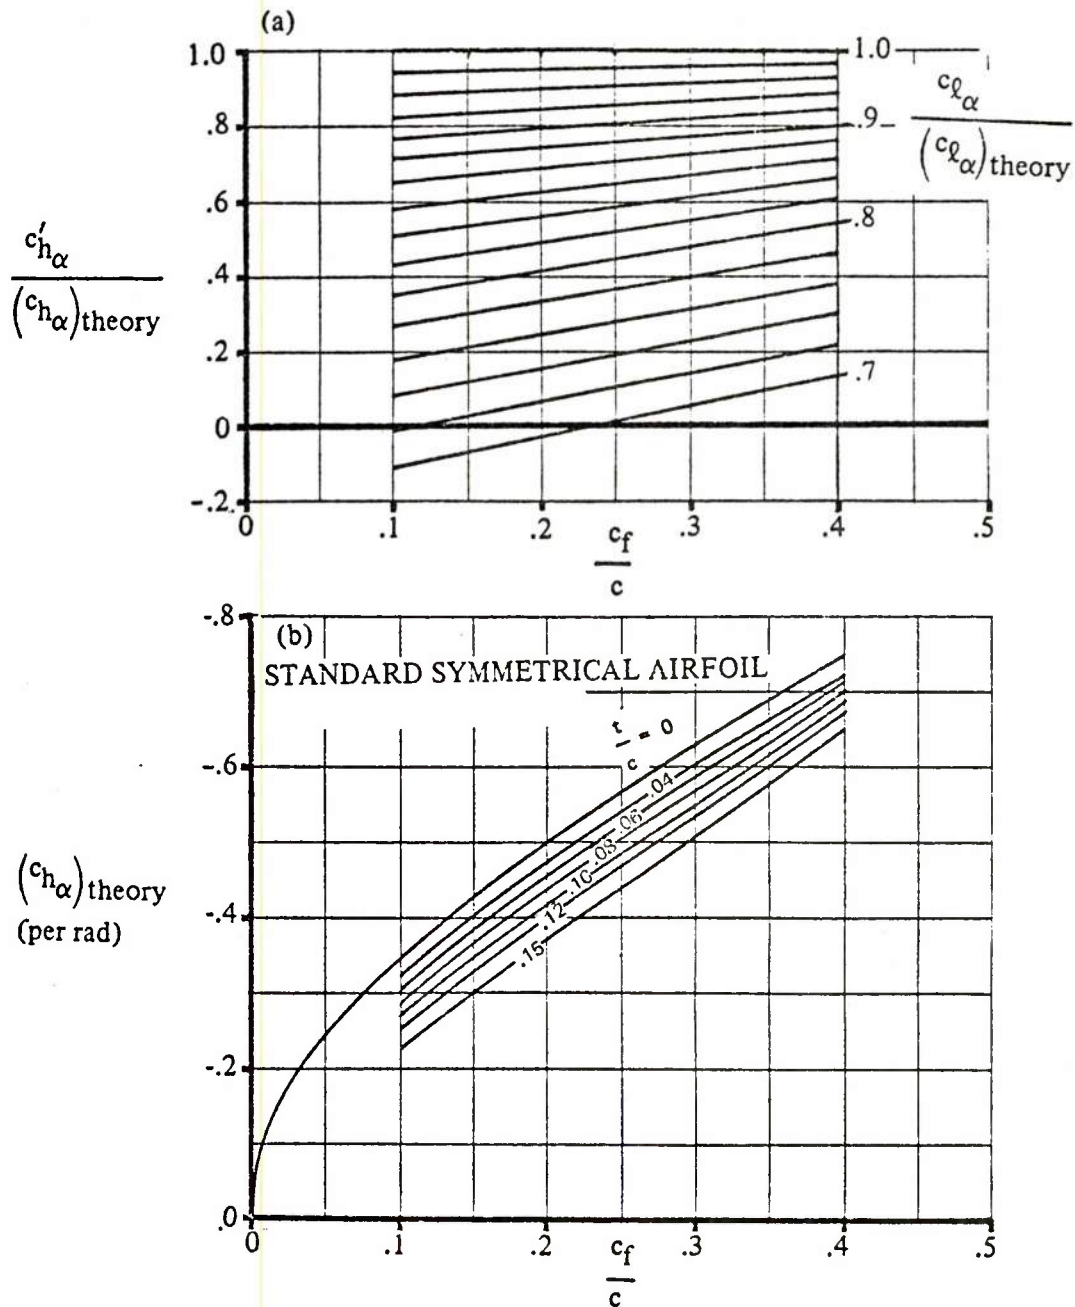 (a)
1.0
.8
.6
.4
.2
0
-.2
c'hα
(chα)theory
1.0
.9
.8
.7
cℓα
(cℓα)theory
0
.1
.2
.3
.4
.5
cf
c
(b)
STANDARD SYMMETRICAL AIRFOIL
-.8
-.6
-.4
-.2
.0
(chα)theory
(per rad)
t
c = 0
.04
.06
.08
.10
.12
.15
0
.1
.2
.3
.4
.5
cf
c